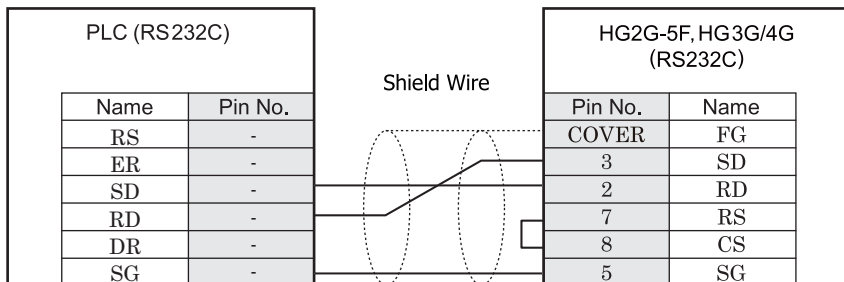 PLC (RS232C)
HG2G-5F, HG3G/4G
(RS232C)
Shield Wire
Name Pin No. Pin No. Name
RS - COVER FG
ER - 3 SD
SD - 2 RD
RD - 7 RS
DR - 8 CS
SG - 5 SG